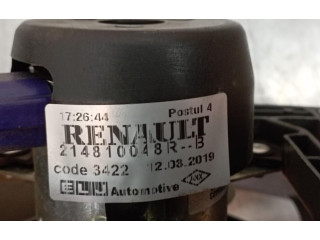 17:26:44 Postul 4
RENAULT
214810048R--B
code 3422 12.03.2019
Automotive